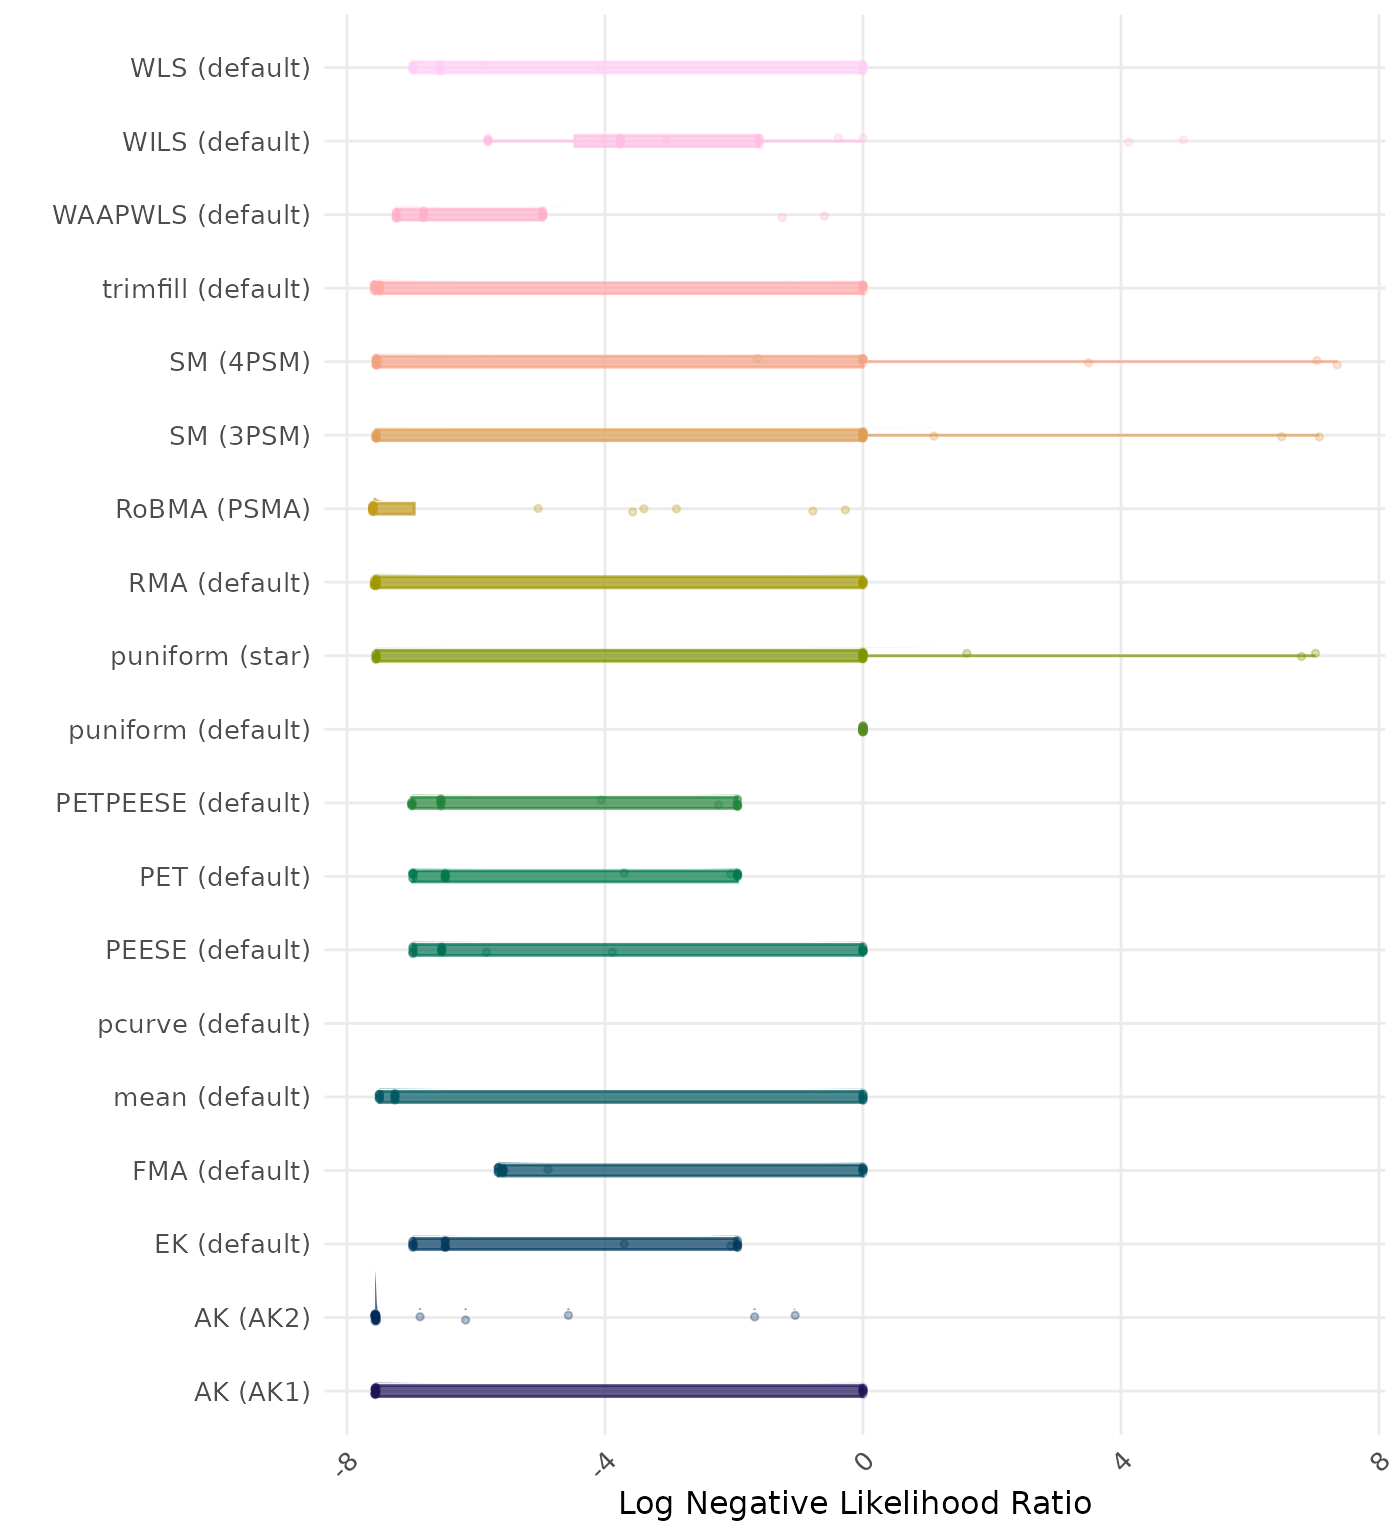 WLS (default)
WILS (default)
WAAPWLS (default)
trimfill (default)
SM (4PSM)
SM (3PSM)
RoBMA (PSMA)
RMA (default)
puniform (star)
puniform (default)
PETPEESE (default)
PET (default)
PEESE (default)
pcurve (default)
mean (default)
FMA (default)
EK (default)
AK (AK2)
AK (AK1)
-8 -4 0 4 8
Log Negative Likelihood Ratio